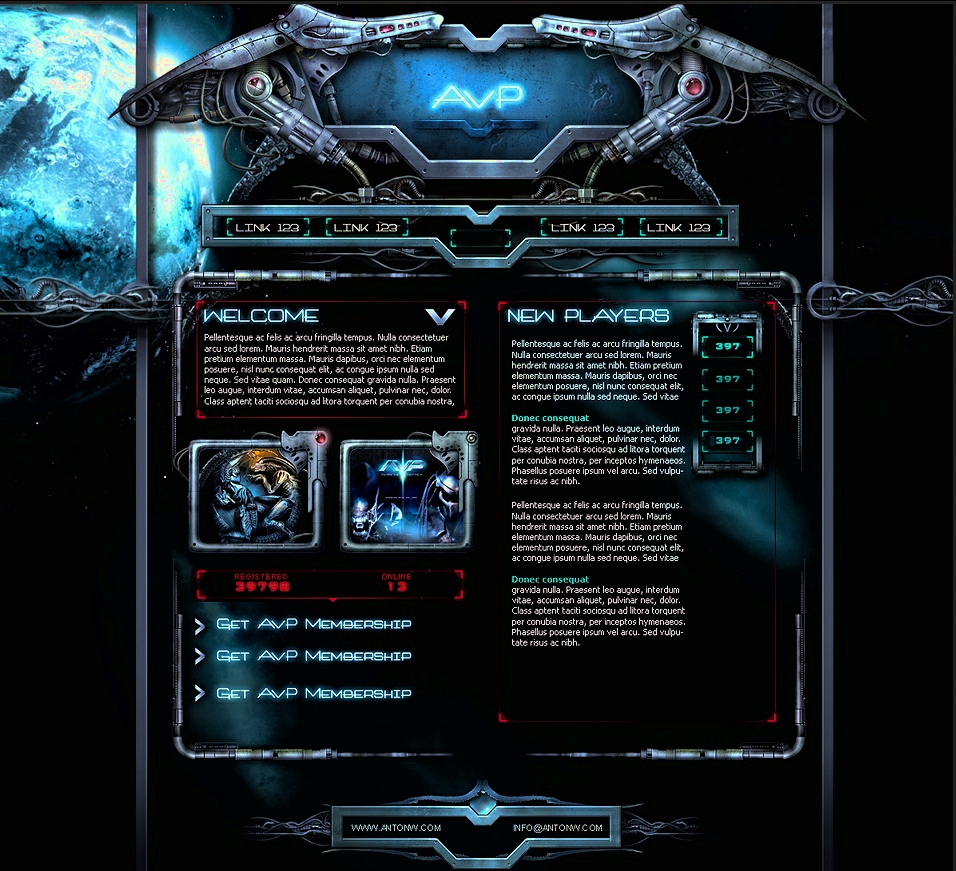 AvP
LINK 123
LINK 123
LINK 123
LINK 123
WELCOME
Pellentesque ac felis ac arcu fringilla tempus. Nulla consectetuer
arcu sed lorem. Mauris hendrerit massa sit amet nibh. Etiam
pretium elementum massa. Mauris dapibus, orci nec elementum
posuere, nisl nunc consequat elit, ac congue ipsum nulla sed
neque. Sed vitae quam. Donec consequat gravida nulla. Praesent
leo augue, interdum vitae, accumsan aliquet, pulvinar nec, dolor.
Class aptent taciti sociosqu ad litora torquent per conubia nostra,
AvP
REGISTERED
39798
ONLINE
13
Get AvP Membership
Get AvP Membership
Get AvP Membership
NEW PLAYERS
Pellentesque ac felis ac arcu fringilla tempus.
Nulla consectetuer arcu sed lorem. Mauris
hendrerit massa sit amet nibh. Etiam pretium
elementum massa. Mauris dapibus, orci nec
elementum posuere, nisl nunc consequat elit,
ac congue ipsum nulla sed neque. Sed vitae
Donec consequat
gravida nulla. Praesent leo augue, interdum
vitae, accumsan aliquet, pulvinar nec, dolor.
Class aptent taciti sociosqu ad litora torquent
per conubia nostra, per inceptos hymenaeos.
Phasellus posuere ipsum vel arcu. Sed vulpu-
tate risus ac nibh.
Pellentesque ac felis ac arcu fringilla tempus.
Nulla consectetuer arcu sed lorem. Mauris
hendrerit massa sit amet nibh. Etiam pretium
elementum massa. Mauris dapibus, orci nec
elementum posuere, nisl nunc consequat elit,
ac congue ipsum nulla sed neque. Sed vitae
Donec consequat
gravida nulla. Praesent leo augue, interdum
vitae, accumsan aliquet, pulvinar nec, dolor.
Class aptent taciti sociosqu ad litora torquent
per conubia nostra, per inceptos hymenaeos.
Phasellus posuere ipsum vel arcu. Sed vulpu-
tate risus ac nibh.
397
397
397
397
WWW.ANTONW.COM
INFO@ANTONW.COM